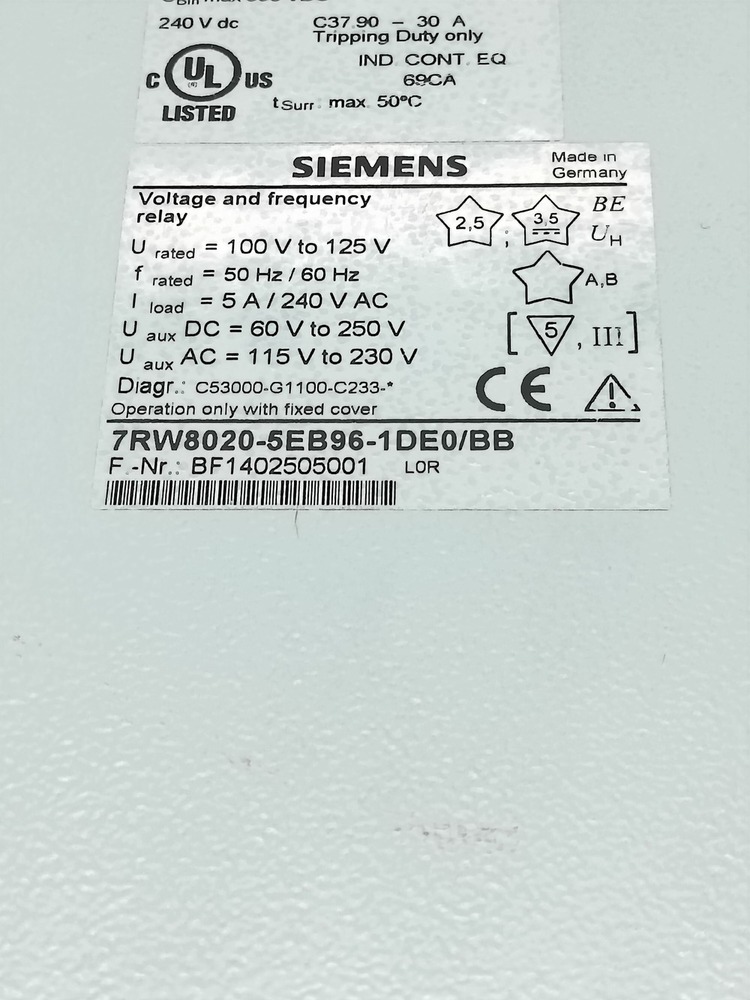 240 V dc
C37.90 – 30 A
Tripping Duty only
IND. CONT. EQ
69CA
C UL US
LISTED
tSurr. max. 50°C
SIEMENS
Made in
Germany
Voltage and frequency
relay
U rated = 100 V to 125 V
f rated = 50 Hz / 60 Hz
I load = 5 A / 240 V AC
U aux DC = 60 V to 250 V
U aux AC = 115 V to 230 V
2,5 ; 3,5 BE
UH
A,B
[ 5 , III ]
Diagr.: C53000-G1100-C233-*
CE
Operation only with fixed cover
7RW8020-5EB96-1DE0/BB
F.-Nr.: BF1402505001 LOR